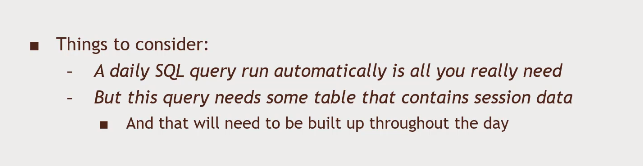 ■ Things to consider:
– A daily SQL query run automatically is all you really need
– But this query needs some table that contains session data
■ And that will need to be built up throughout the day